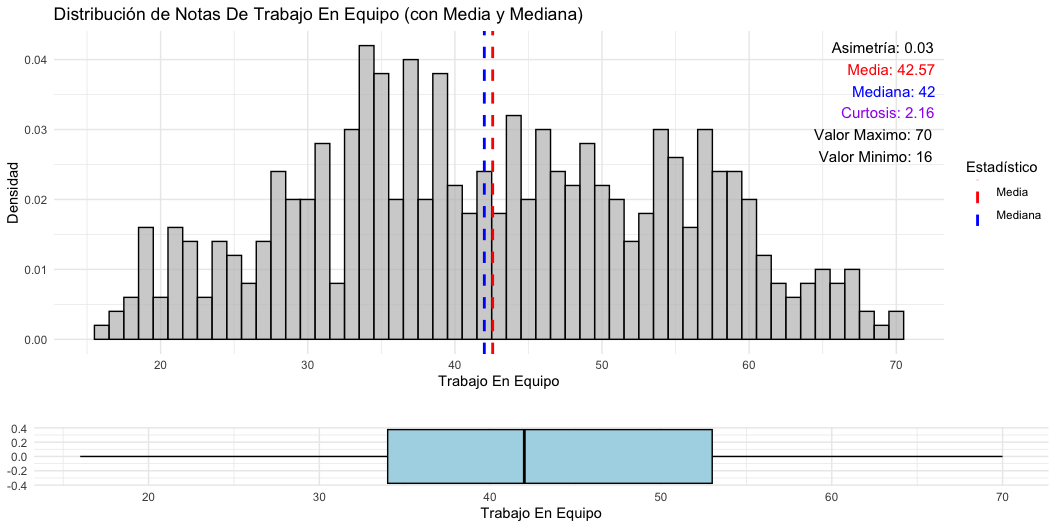 Distribución de Notas De Trabajo En Equipo (con Media y Mediana)
Asimetría: 0.03
Media: 42.57
Mediana: 42
Curtosis: 2.16
Valor Maximo: 70
Valor Minimo: 16
0.04
0.03
0.02
0.01
0.00
Densidad
20 30 40 50 60 70
Trabajo En Equipo
Estadístico
Media
Mediana
0.4
0.2
0.0
-0.2
-0.4
20 30 40 50 60 70
Trabajo En Equipo